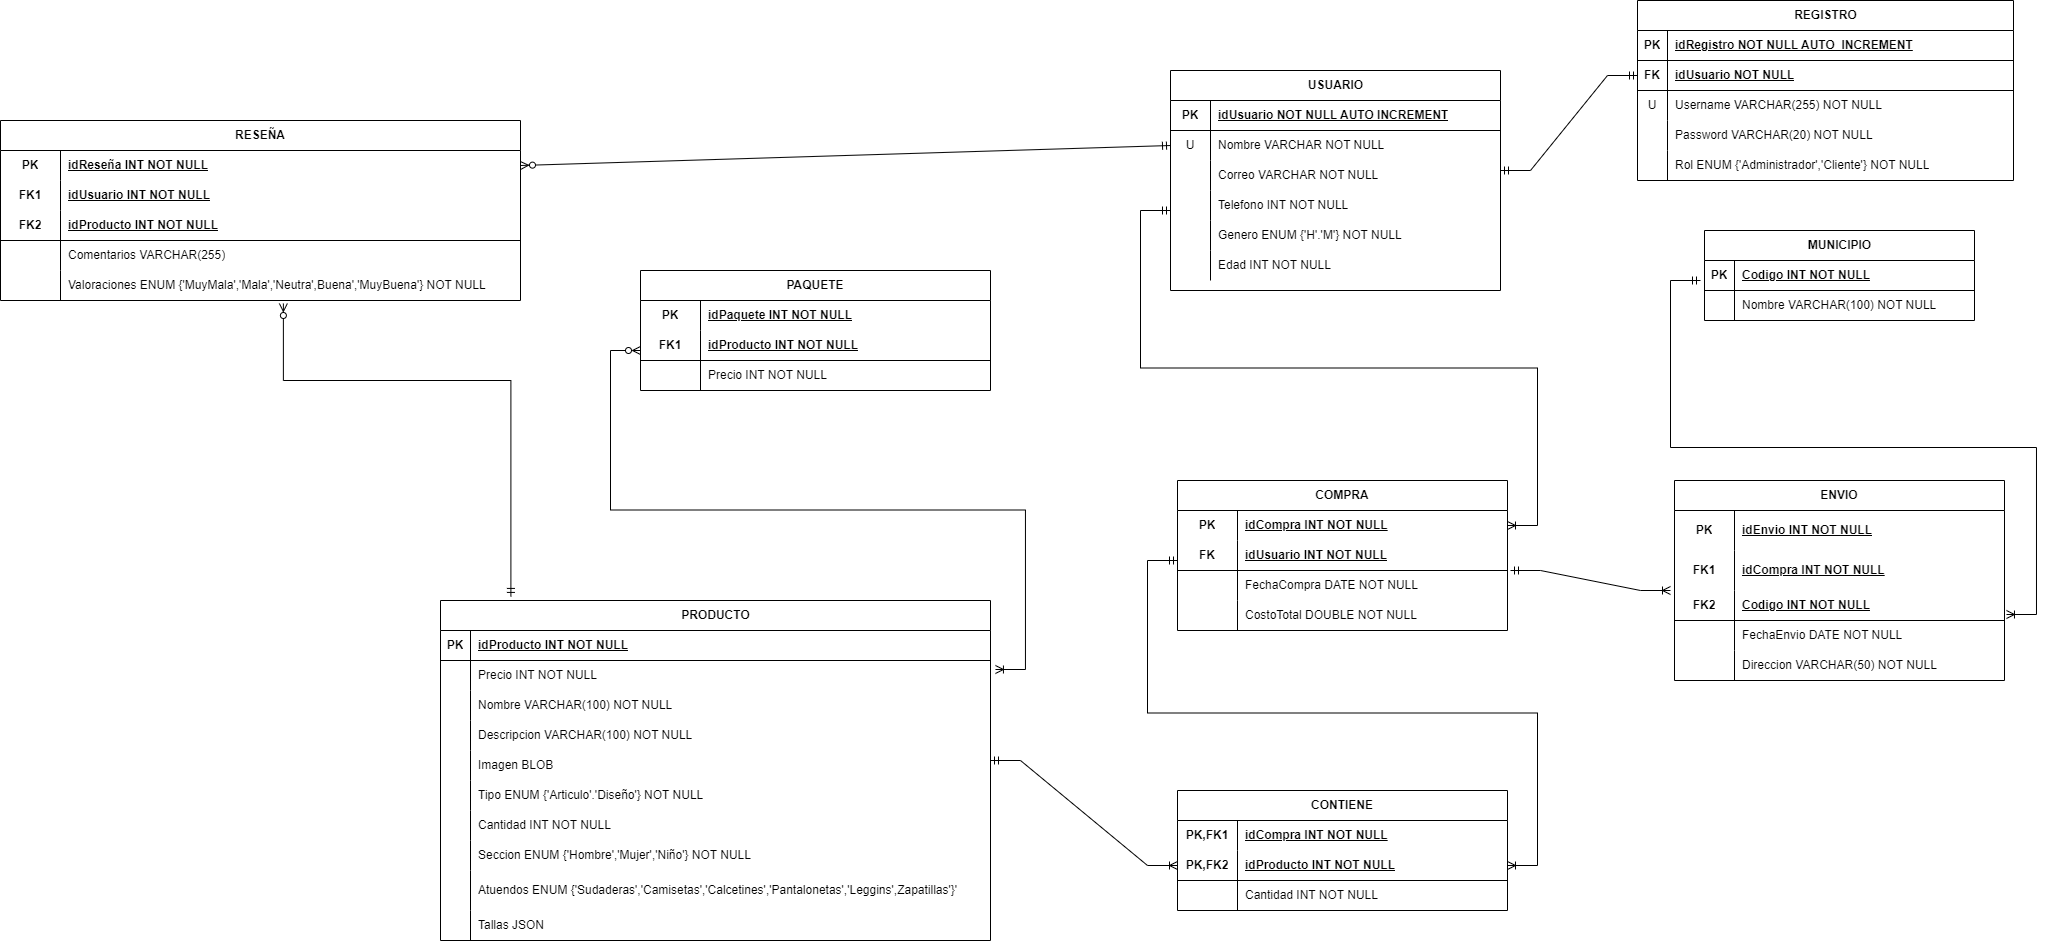 REGISTRO
PK idRegistro NOT NULL AUTO_INCREMENT
FK idUsuario NOT NULL
U Username VARCHAR(255) NOT NULL
Password VARCHAR(20) NOT NULL
Rol ENUM {'Administrador','Cliente'} NOT NULL
USUARIO
PK idUsuario NOT NULL AUTO INCREMENT
U Nombre VARCHAR NOT NULL
Correo VARCHAR NOT NULL
Telefono INT NOT NULL
Genero ENUM {'H'.'M'} NOT NULL
Edad INT NOT NULL
RESEÑA
PK idReseña INT NOT NULL
FK1 idUsuario INT NOT NULL
FK2 idProducto INT NOT NULL
Comentarios VARCHAR(255)
Valoraciones ENUM {'MuyMala','Mala','Neutra',Buena','MuyBuena'} NOT NULL
MUNICIPIO
PK Codigo INT NOT NULL
Nombre VARCHAR(100) NOT NULL
PAQUETE
PK idPaquete INT NOT NULL
FK1 idProducto INT NOT NULL
Precio INT NOT NULL
COMPRA
PK idCompra INT NOT NULL
FK idUsuario INT NOT NULL
FechaCompra DATE NOT NULL
CostoTotal DOUBLE NOT NULL
ENVIO
PK idEnvio INT NOT NULL
FK1 idCompra INT NOT NULL
FK2 Codigo INT NOT NULL
FechaEnvio DATE NOT NULL
Direccion VARCHAR(50) NOT NULL
PRODUCTO
PK idProducto INT NOT NULL
Precio INT NOT NULL
Nombre VARCHAR(100) NOT NULL
Descripcion VARCHAR(100) NOT NULL
Imagen BLOB
Tipo ENUM {'Articulo'.'Diseño'} NOT NULL
Cantidad INT NOT NULL
Seccion ENUM {'Hombre','Mujer','Niño'} NOT NULL
Atuendos ENUM {'Sudaderas','Camisetas','Calcetines','Pantalonetas','Leggins',Zapatillas'}'
Tallas JSON
CONTIENE
PK,FK1 idCompra INT NOT NULL
PK,FK2 idProducto INT NOT NULL
Cantidad INT NOT NULL